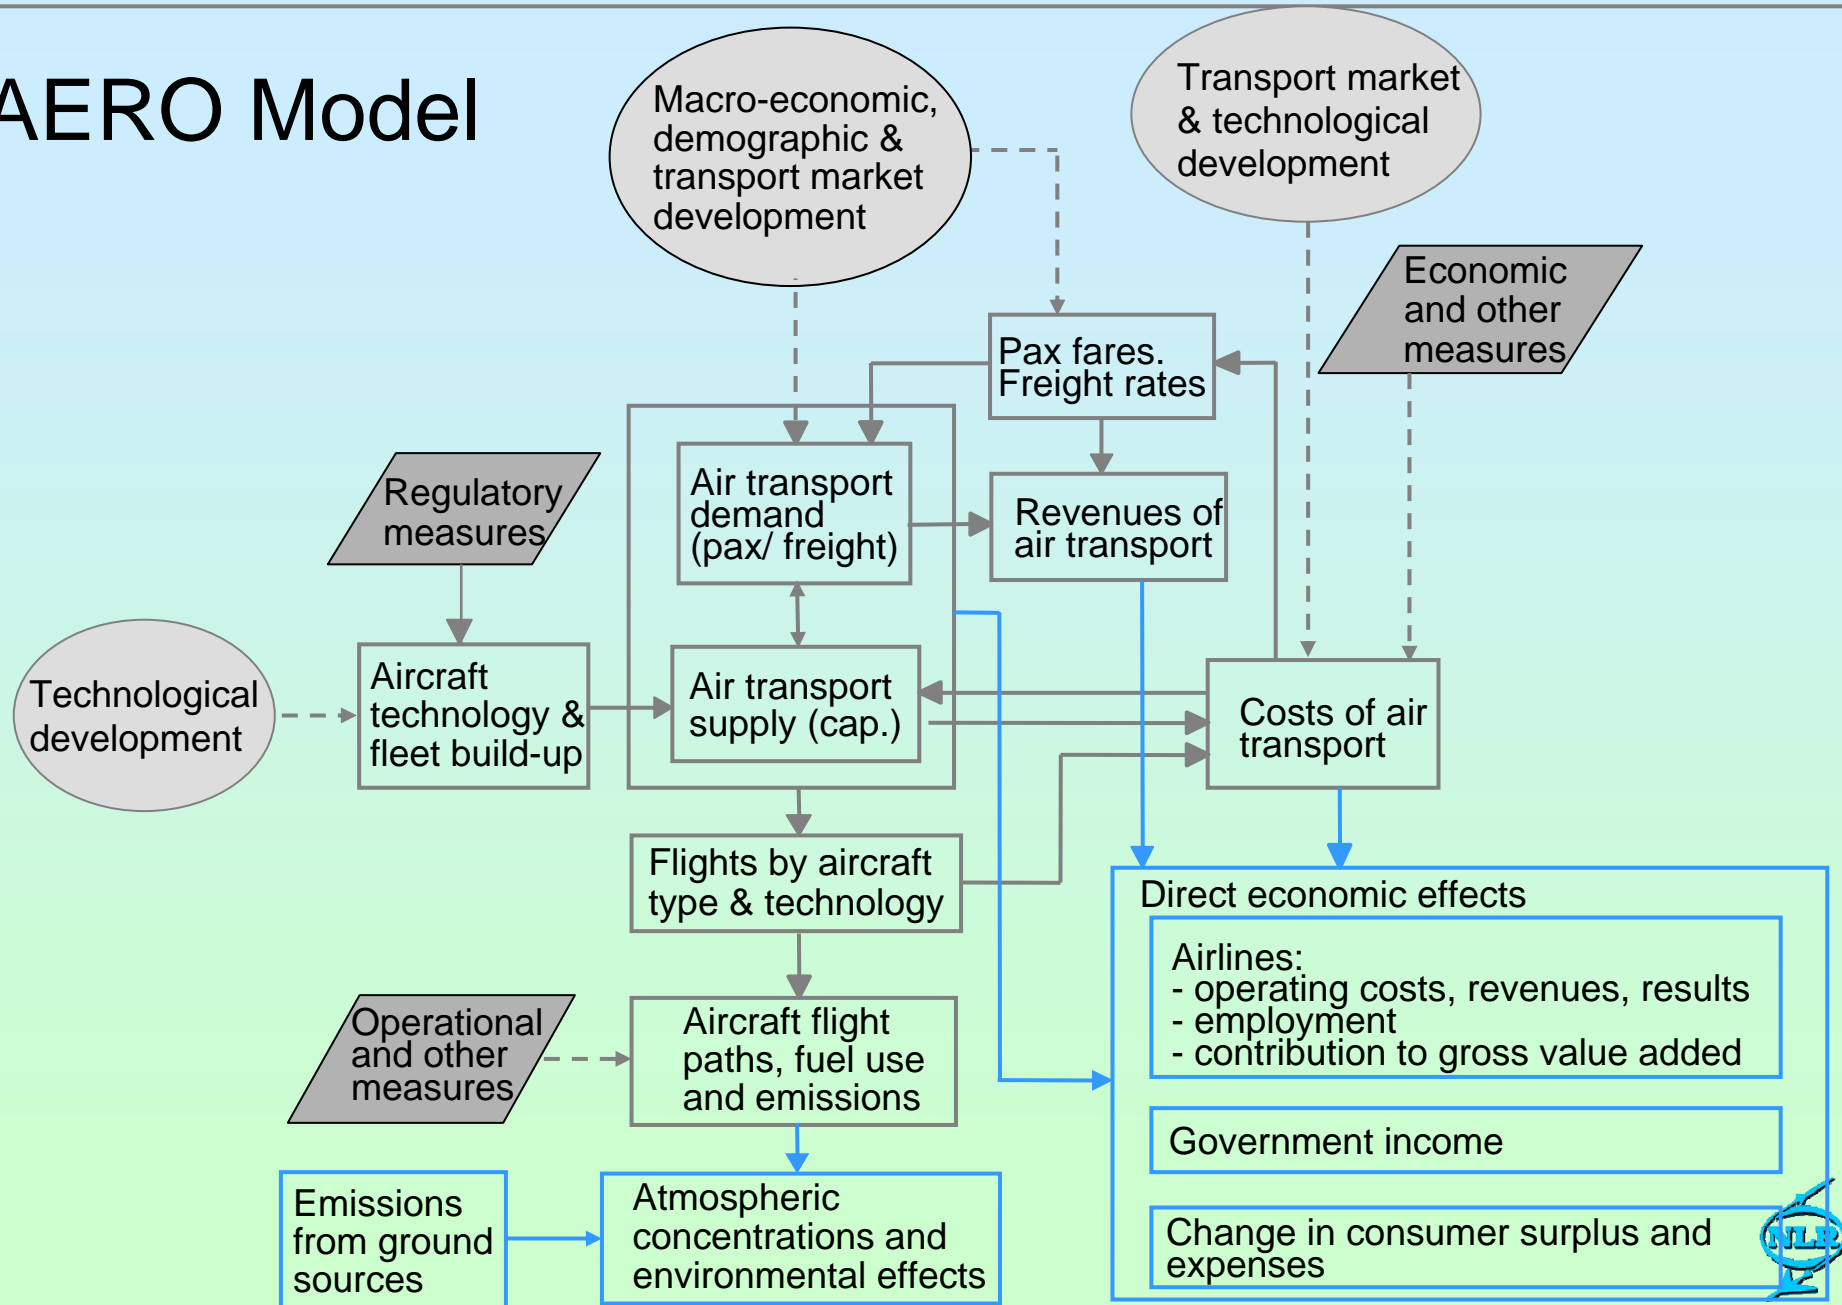 AERO Model
Macro-economic,
demographic &
transport market
development
Transport market
& technological
development
Economic
and other
measures
Pax fares.
Freight rates
Regulatory
measures
Air transport
demand
(pax/ freight)
Revenues of
air transport
Technological
development
Aircraft
technology &
fleet build-up
Air transport
supply (cap.)
Costs of air
transport
Flights by aircraft
type & technology
Direct economic effects
Airlines:
- operating costs, revenues, results
- employment
- contribution to gross value added
Operational
and other
measures
Aircraft flight
paths, fuel use
and emissions
Government income
Emissions
from ground
sources
Atmospheric
concentrations and
environmental effects
Change in consumer surplus and
expenses
NLR